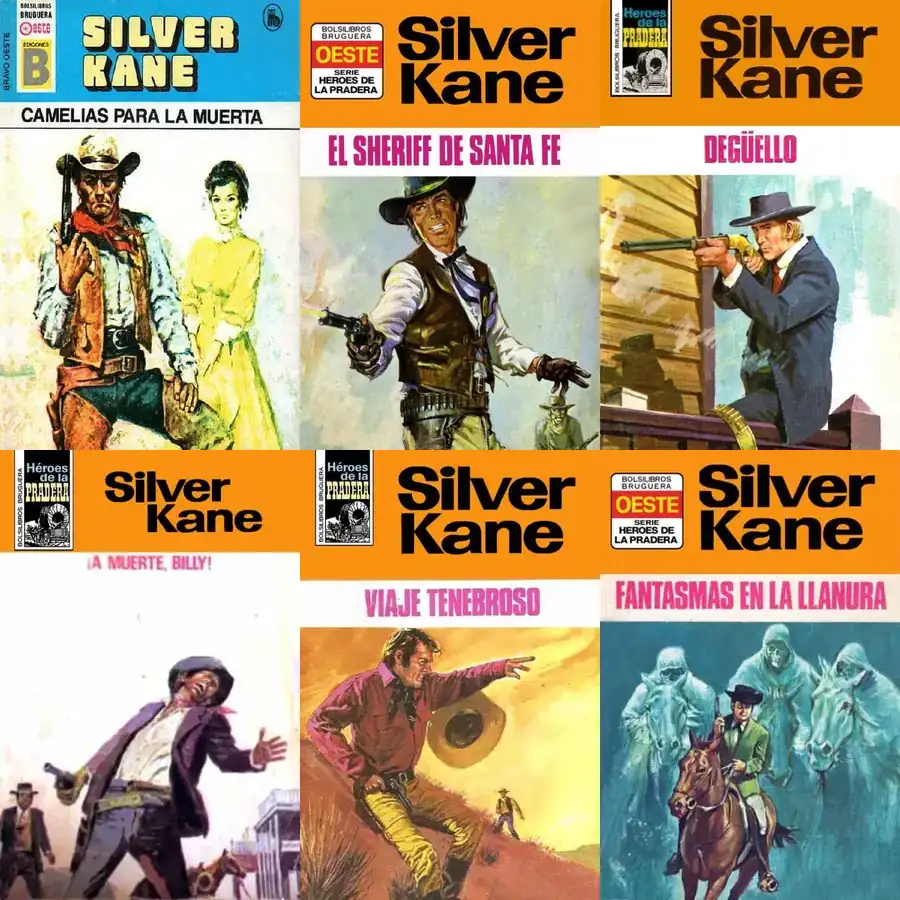 BOLSILIBROS
BRUGUERA
Oeste
EDICIONES
B
BRAVO OESTE
SILVER
KANE
CAMELIAS PARA LA MUERTA
BOLSILIBROS
BRUGUERA
OESTE
SERIE
HEROES DE
LA PRADERA
Silver
Kane
EL SHERIFF DE SANTA FE
BOLSILIBROS BRUGUERA
Héroes
de la
PRADERA
Silver
Kane
DEGÜELLO
BOLSILIBROS BRUGUERA
Héroes
de la
PRADERA
Silver
Kane
¡A MUERTE, BILLY!
BOLSILIBROS BRUGUERA
Héroes
de la
PRADERA
Silver
Kane
VIAJE TENEBROSO
BOLSILIBROS
BRUGUERA
OESTE
SERIE
HEROES DE
LA PRADERA
Silver
Kane
FANTASMAS EN LA LLANURA